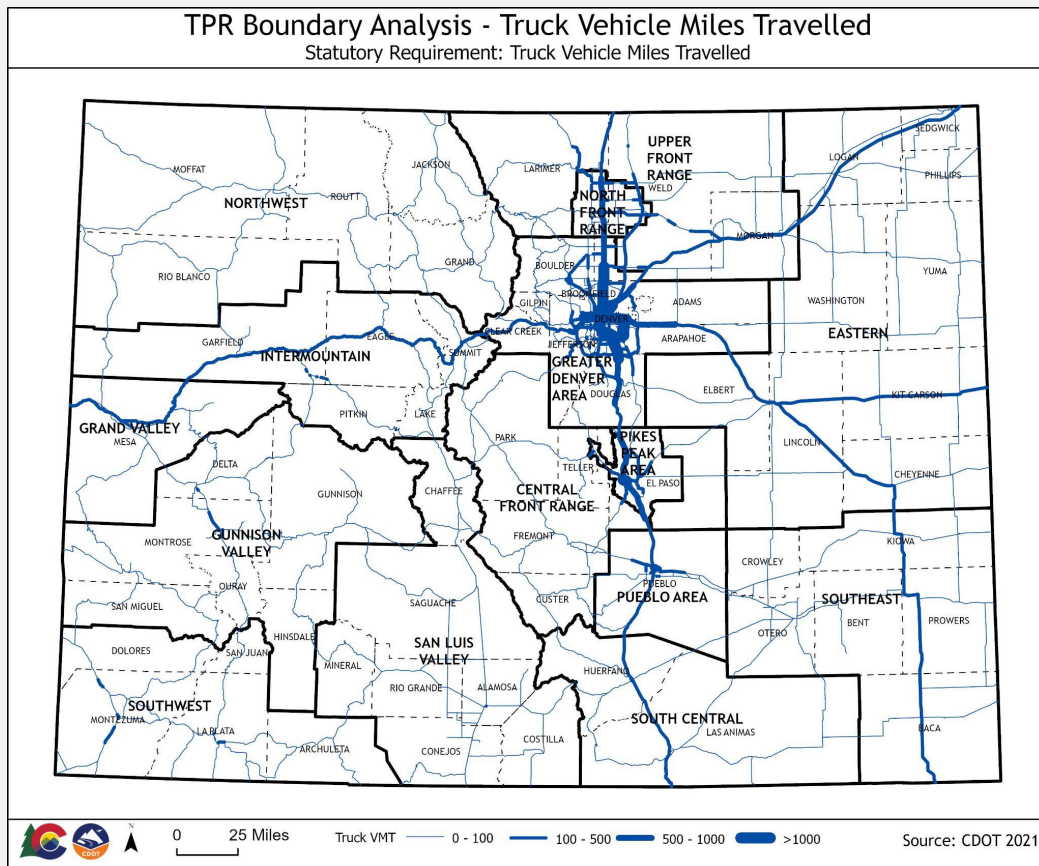 TPR Boundary Analysis - Truck Vehicle Miles Travelled
Statutory Requirement: Truck Vehicle Miles Travelled
SEDGWICK
LOGAN
PHILLIPS
UPPER
FRONT
RANGE
WELD
LARIMER
JACKSON
MOFFAT
ROUTT
NORTHWEST
NORTH
FRONT
RANGE
MORGAN
YUMA
GRAND
BOULDER
RIO BLANCO
BROOMFIELD
ADAMS
WASHINGTON
GILPIN
DENVER
CLEAR CREEK
EASTERN
EAGLE
GARFIELD
JEFFERSON
ARAPAHOE
INTERMOUNTAIN
SUMMIT
GREATER
DENVER
AREA
DOUGLAS
ELBERT
KIT CARSON
PITKIN
LAKE
GRAND VALLEY
MESA
PARK
PIKES
PEAK
AREA
LINCOLN
DELTA
TELLER
CHEYENNE
EL PASO
GUNNISON
CHAFFEE
CENTRAL
FRONT RANGE
GUNNISON
VALLEY
MONTROSE
FREMONT
KIOWA
CROWLEY
OURAY
PUEBLO
PUEBLO AREA
SAN MIGUEL
SAGUACHE
CUSTER
SOUTHEAST
BENT
PROWERS
OTERO
HINSDALE
DOLORES
SAN JUAN
SAN LUIS
VALLEY
MINERAL
HUERFANO
RIO GRANDE
ALAMOSA
SOUTHWEST
MONTEZUMA
SOUTH CENTRAL
LAS ANIMAS
LA PLATA
BACA
COSTILLA
ARCHULETA
CONEJOS
CDOT
N
0 25 Miles
Truck VMT 0 - 100 100 - 500 500 - 1000 >1000
Source: CDOT 2021